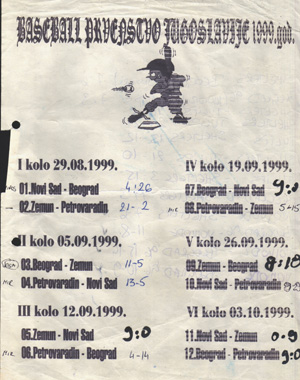 BASEBALL PRVENSTVO JUGOSLAVIJE 1999.god.
I kolo 29.08.1999.
01.Novi Sad - Beograd 4:26
02.Zemun - Petrovaradin 21-2
II kolo 05.09.1999.
03.Beograd - Zemun 11-5
04.Petrovaradin - Novi Sad 13-5
III kolo 12.09.1999.
05.Zemun - Novi Sad 9:0
06.Petrovaradin - Beograd 4-14
IV kolo 19.09.1999.
07.Beograd - Novi Sad 9:0
08.Petrovaradin - Zemun 5-15
V kolo 26.09.1999.
09.Zemun - Beograd 8:18
10.Novi Sad - Petrovaradin
VI kolo 03.10.1999.
11.Novi Sad - Zemun 0:9
12.Beograd - Petrovaradin 9:0